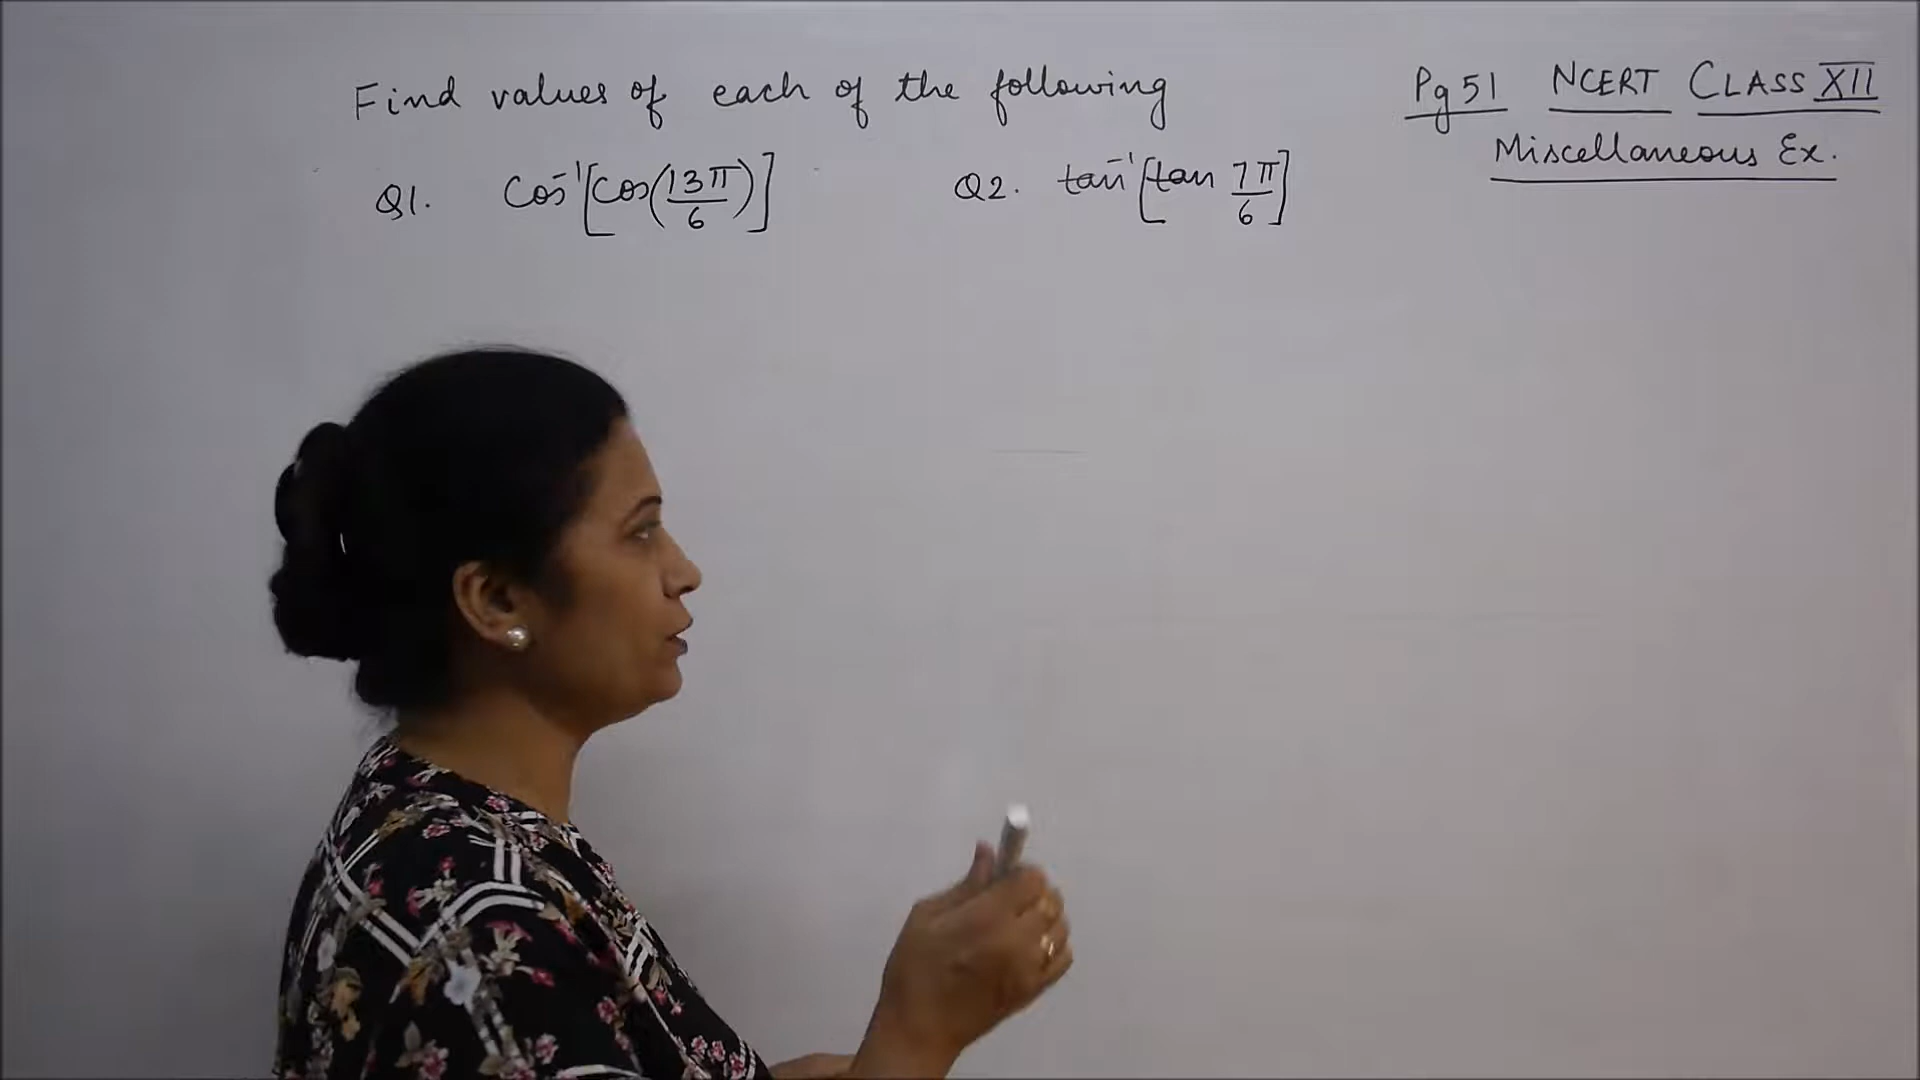 Find values of each of the following
Q1. Cos⁻¹[Cos(13π/6)]
Q2. tan⁻¹[tan 7π/6]
Pg 51 NCERT CLASS XII
Miscellaneous Ex.